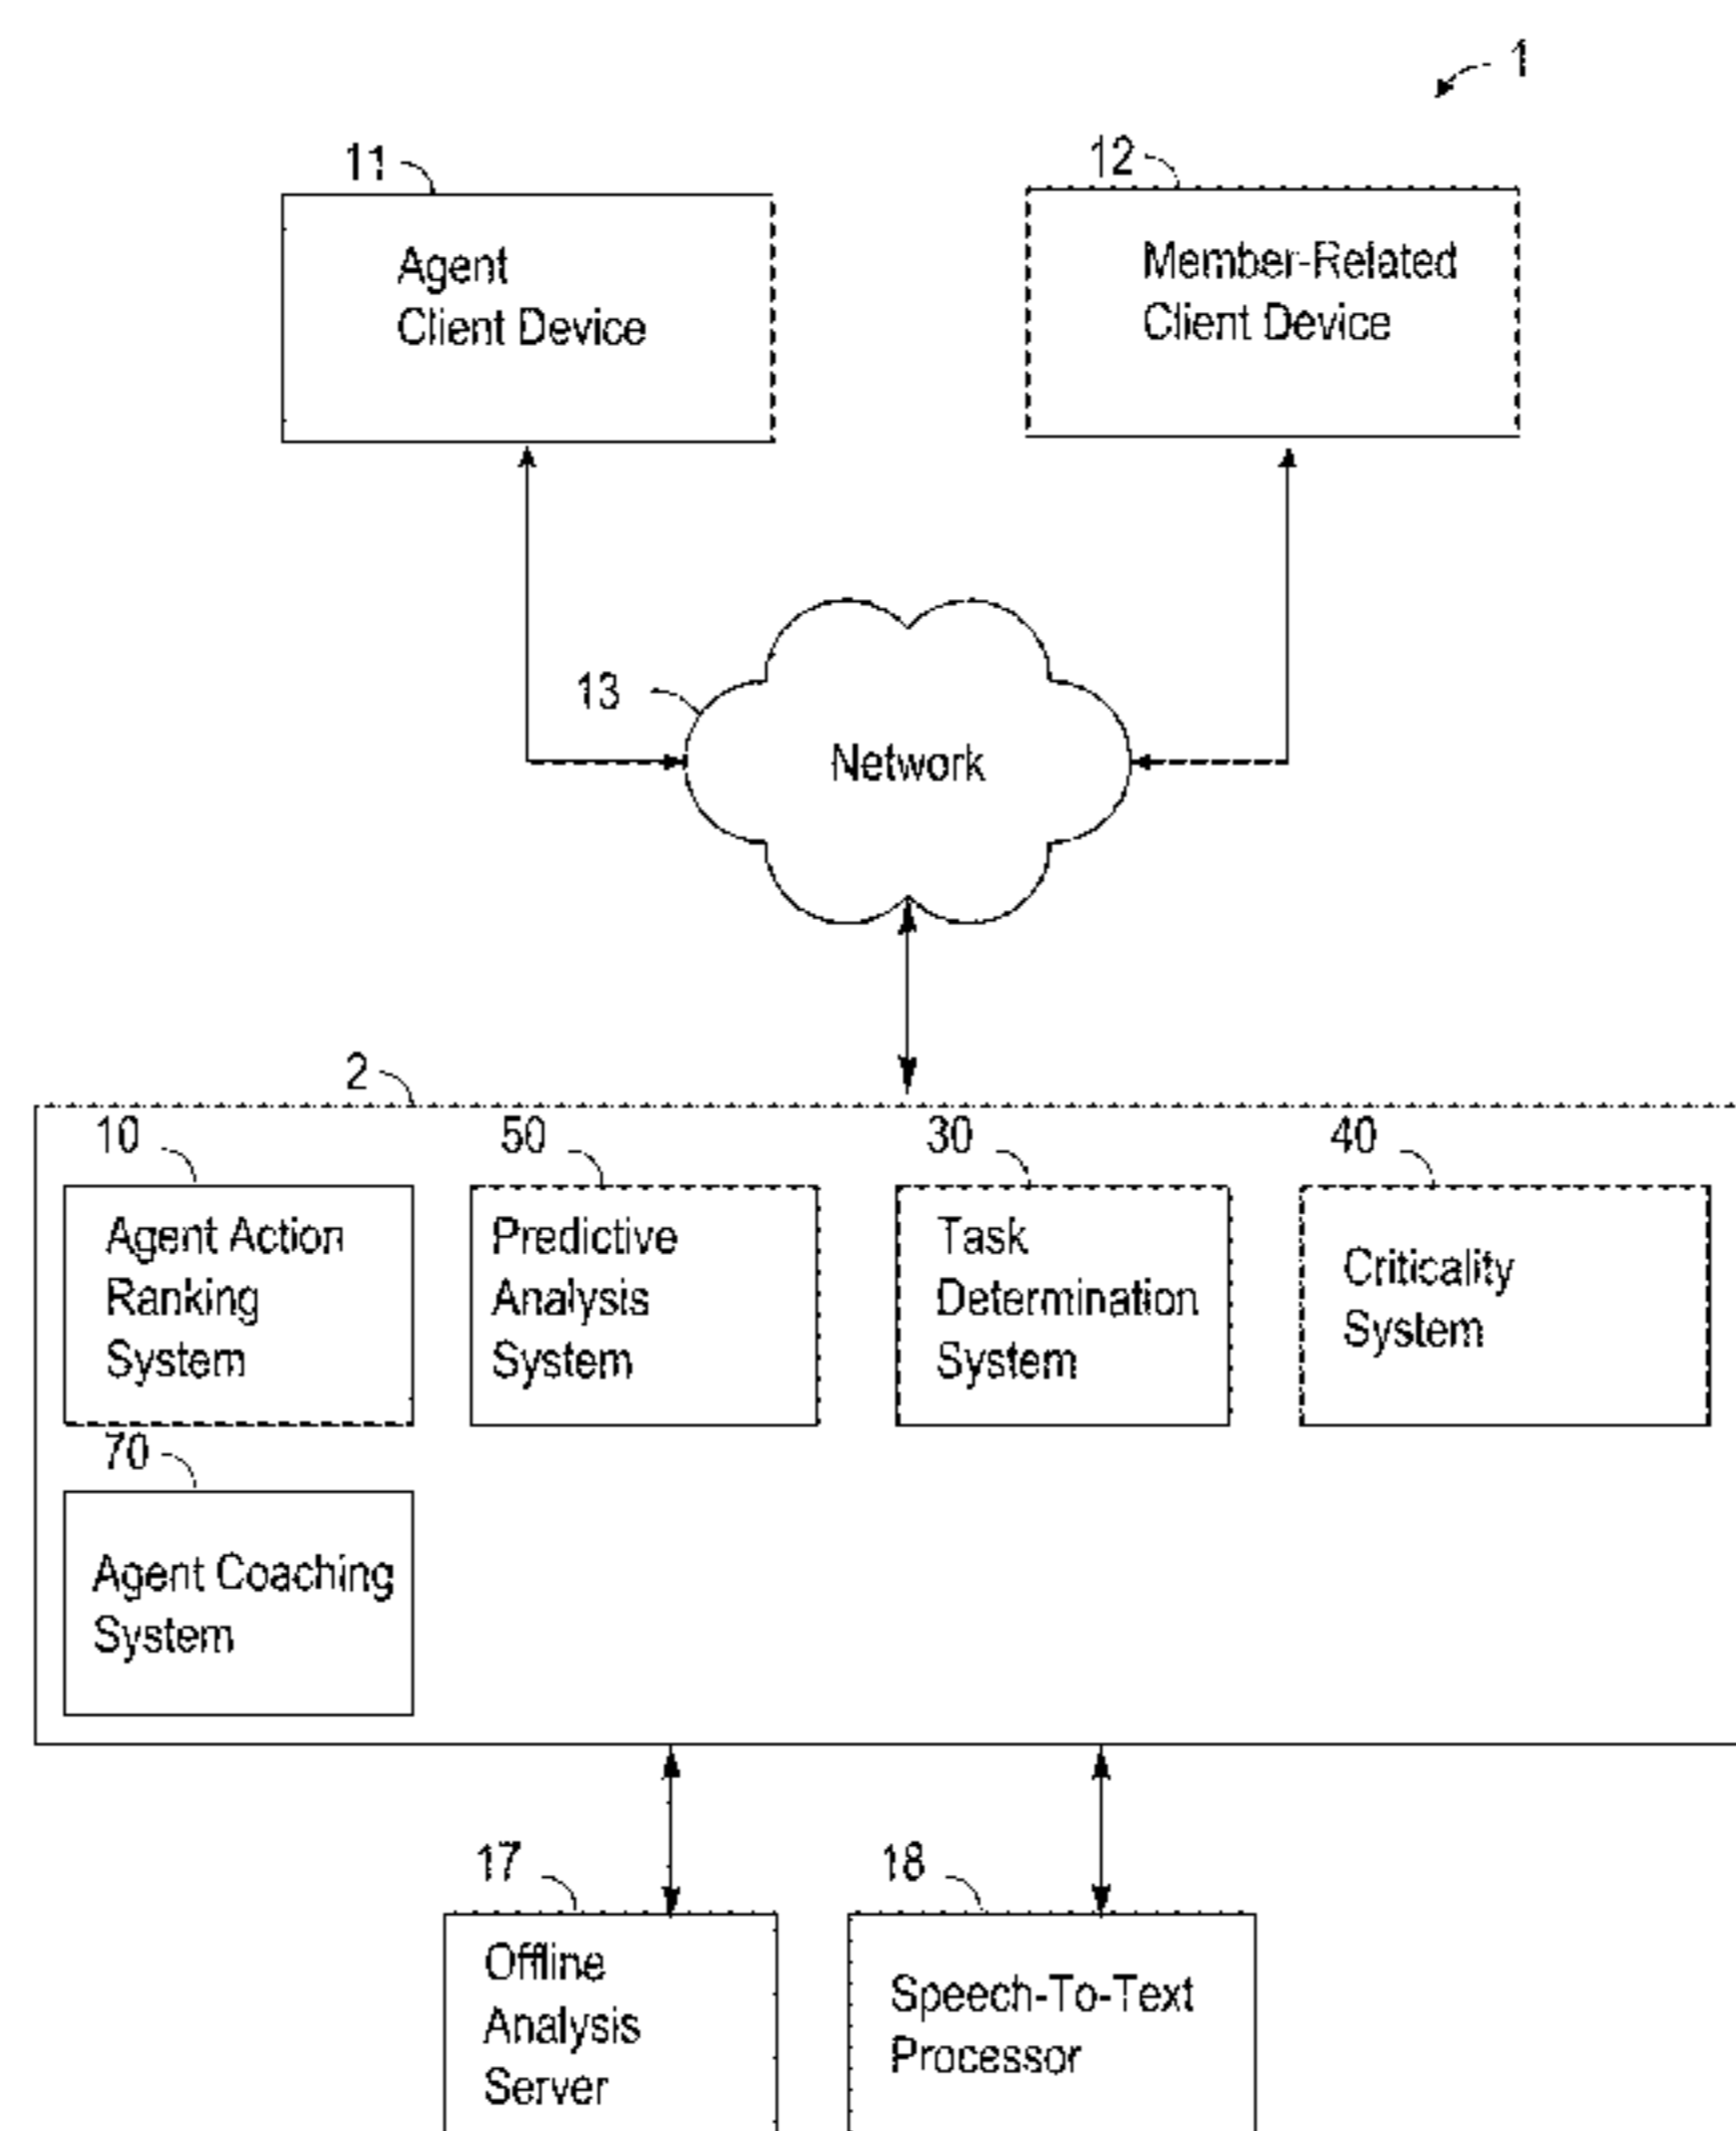 1
11
12
Agent
Client Device
Member-Related
Client Device
13
Network
2
10
50
30
40
Agent Action
Ranking
System
Predictive
Analysis
System
Task
Determination
System
Criticality
System
70
Agent Coaching
System
17
18
Offline
Analysis
Server
Speech-To-Text
Processor